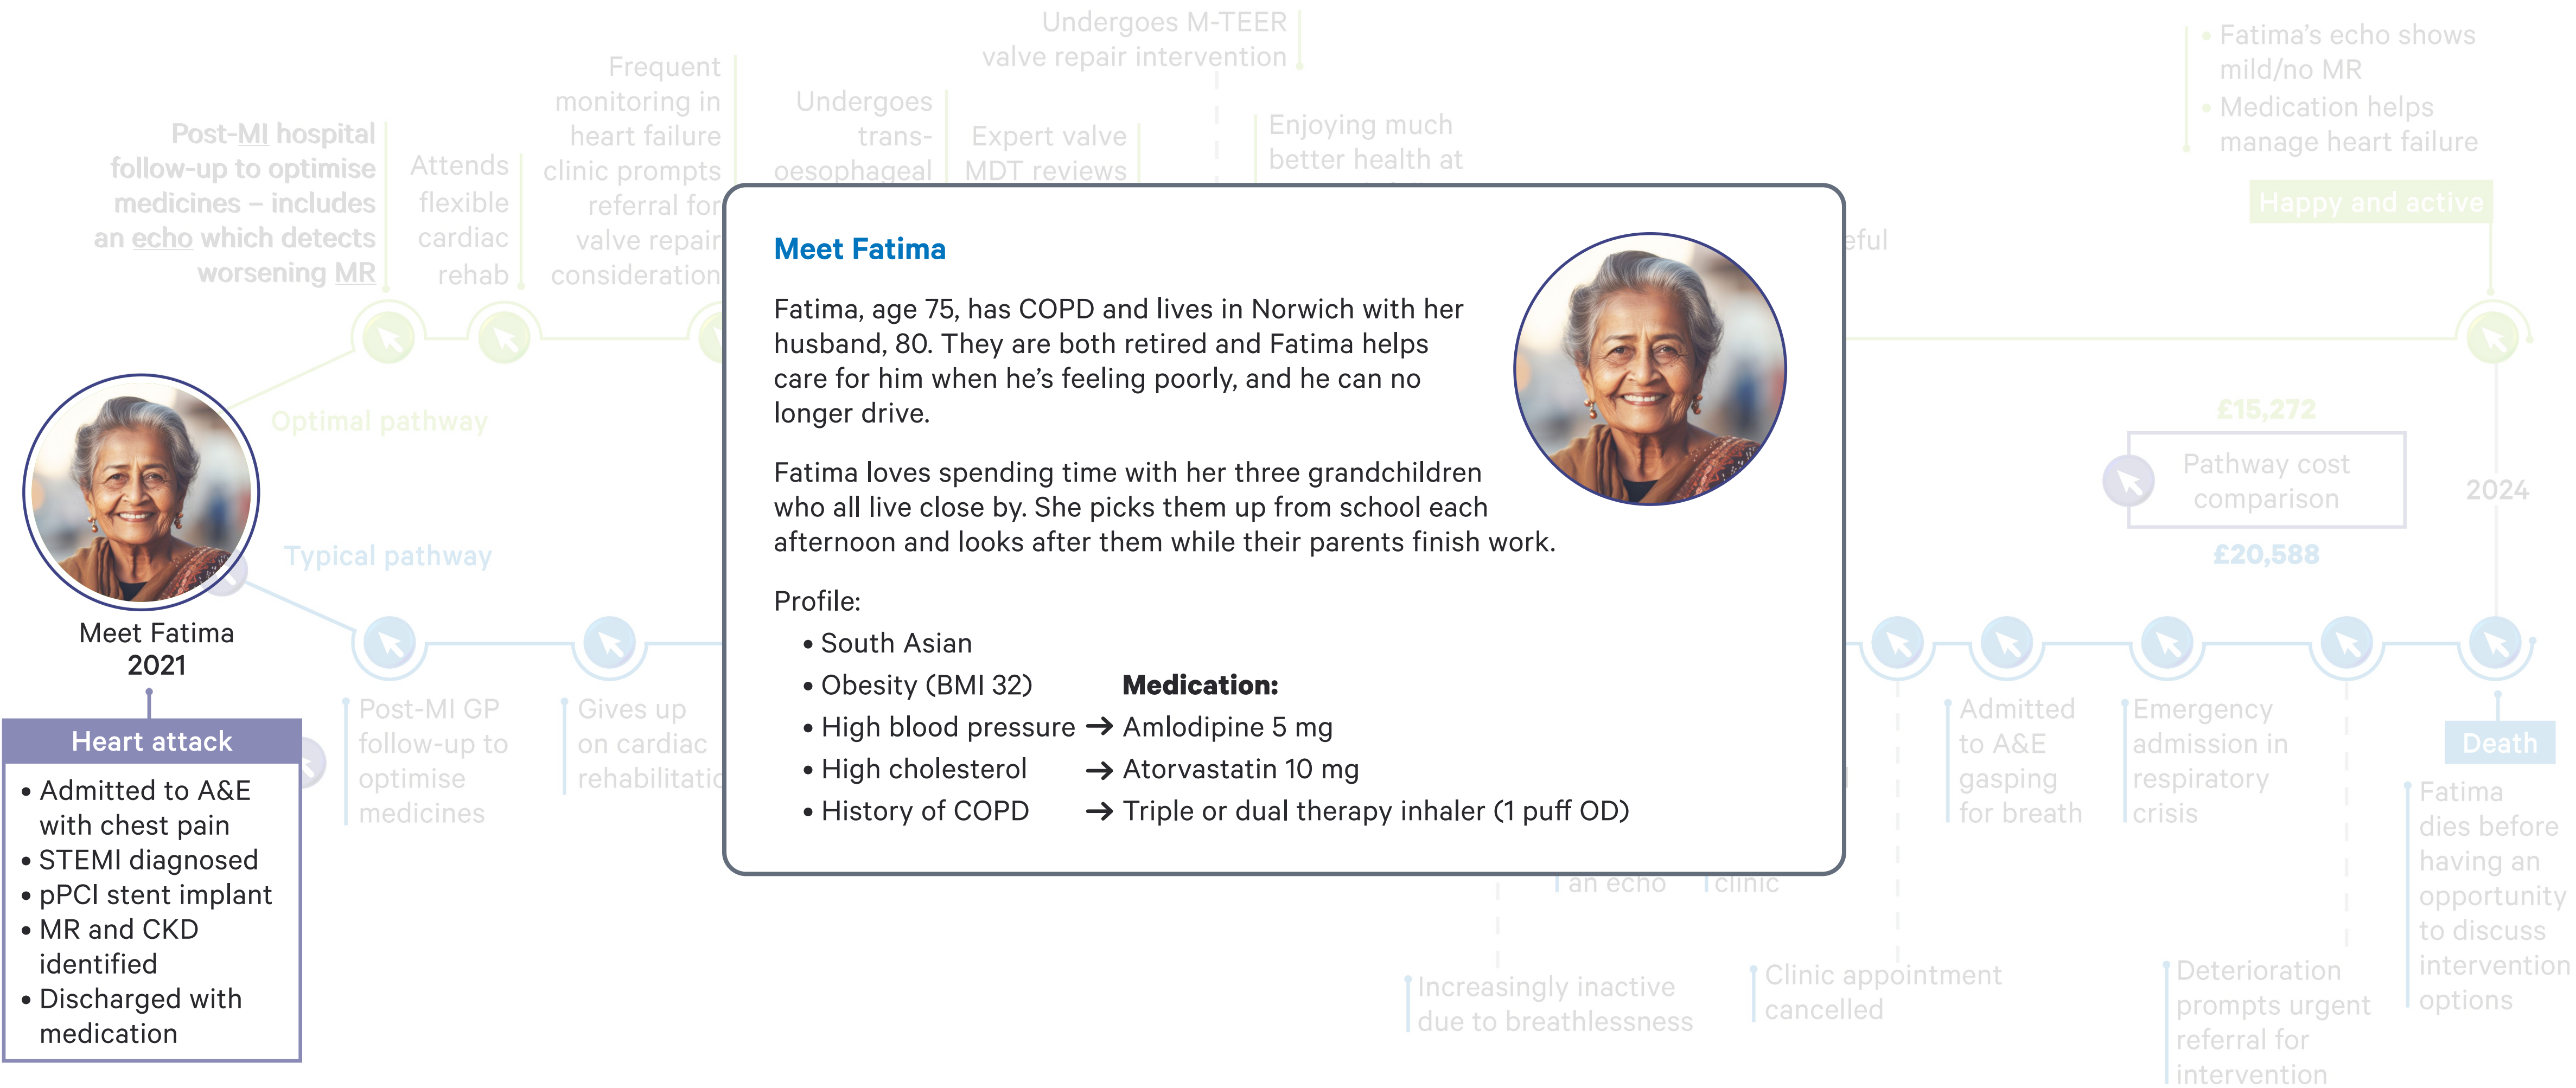 Undergoes M-TEER
valve repair intervention
Frequent
monitoring in
heart failure
clinic prompts
referral for
valve repair
consideration
Undergoes
trans-
oesophageal
Expert valve
MDT reviews
Enjoying much
better health at
Post-MI hospital
follow-up to optimise
medicines – includes
an echo which detects
worsening MR
Attends
flexible
cardiac
rehab
• Fatima’s echo shows
mild/no MR
• Medication helps
manage heart failure
Happy and active
Optimal pathway
Typical pathway
Meet Fatima
2021
Heart attack
• Admitted to A&E
with chest pain
• STEMI diagnosed
• pPCI stent implant
• MR and CKD
identified
• Discharged with
medication
Meet Fatima
Fatima, age 75, has COPD and lives in Norwich with her
husband, 80. They are both retired and Fatima helps
care for him when he’s feeling poorly, and he can no
longer drive.
Fatima loves spending time with her three grandchildren
who all live close by. She picks them up from school each
afternoon and looks after them while their parents finish work.
Profile:
• South Asian
• Obesity (BMI 32) Medication:
• High blood pressure → Amlodipine 5 mg
• High cholesterol → Atorvastatin 10 mg
• History of COPD → Triple or dual therapy inhaler (1 puff OD)
£15,272
Pathway cost
comparison
£20,588
2024
Post-MI GP
follow-up to
optimise
medicines
Gives up
on cardiac
an echo
clinic
Increasingly inactive
due to breathlessness
Clinic appointment
cancelled
Admitted
to A&E
gasping
for breath
Emergency
admission in
respiratory
crisis
Deterioration
prompts urgent
referral for
intervention
Death
Fatima
dies before
having an
opportunity
to discuss
intervention
options